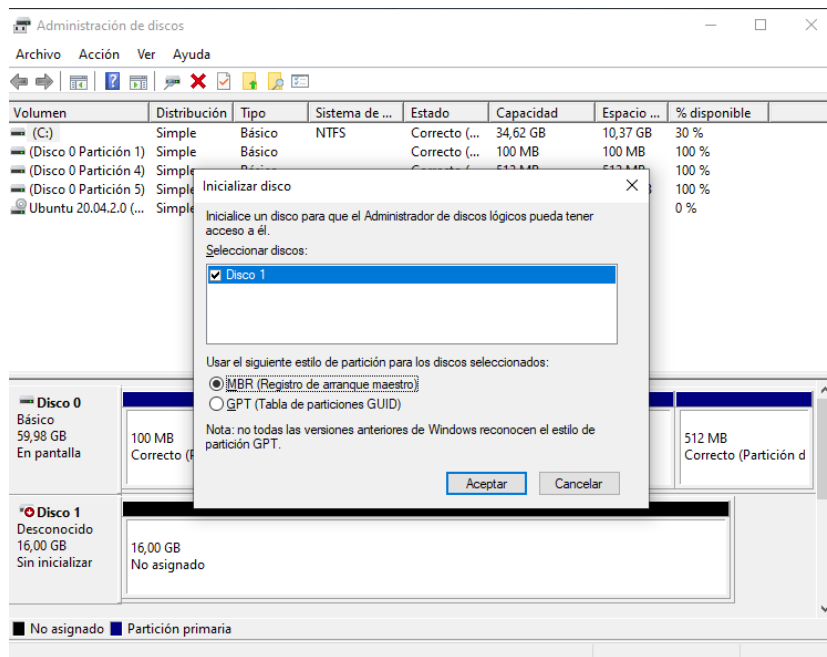 Administración de discos
Archivo Acción Ver Ayuda
Volumen Distribución Tipo Sistema de ... Estado Capacidad Espacio ... % disponible
(C:) Simple Básico NTFS Correcto (... 34,62 GB 10,37 GB 30 %
(Disco 0 Partición 1) Simple Básico Correcto (... 100 MB 100 MB 100 %
(Disco 0 Partición 4) Simple 100 %
(Disco 0 Partición 5) Simple 100 %
Ubuntu 20.04.2.0 (... Simple 0 %
Inicializar disco
Inicialice un disco para que el Administrador de discos lógicos pueda tener
acceso a él.
Seleccionar discos:
Disco 1
Usar el siguiente estilo de partición para los discos seleccionados:
MBR (Registro de arranque maestro)
GPT (Tabla de particiones GUID)
Nota: no todas las versiones anteriores de Windows reconocen el estilo de
partición GPT.
Aceptar Cancelar
Disco 0
Básico
59,98 GB
En pantalla
100 MB
Correcto (P
512 MB
Correcto (Partición d
Disco 1
Desconocido
16,00 GB
Sin inicializar
16,00 GB
No asignado
No asignado Partición primaria